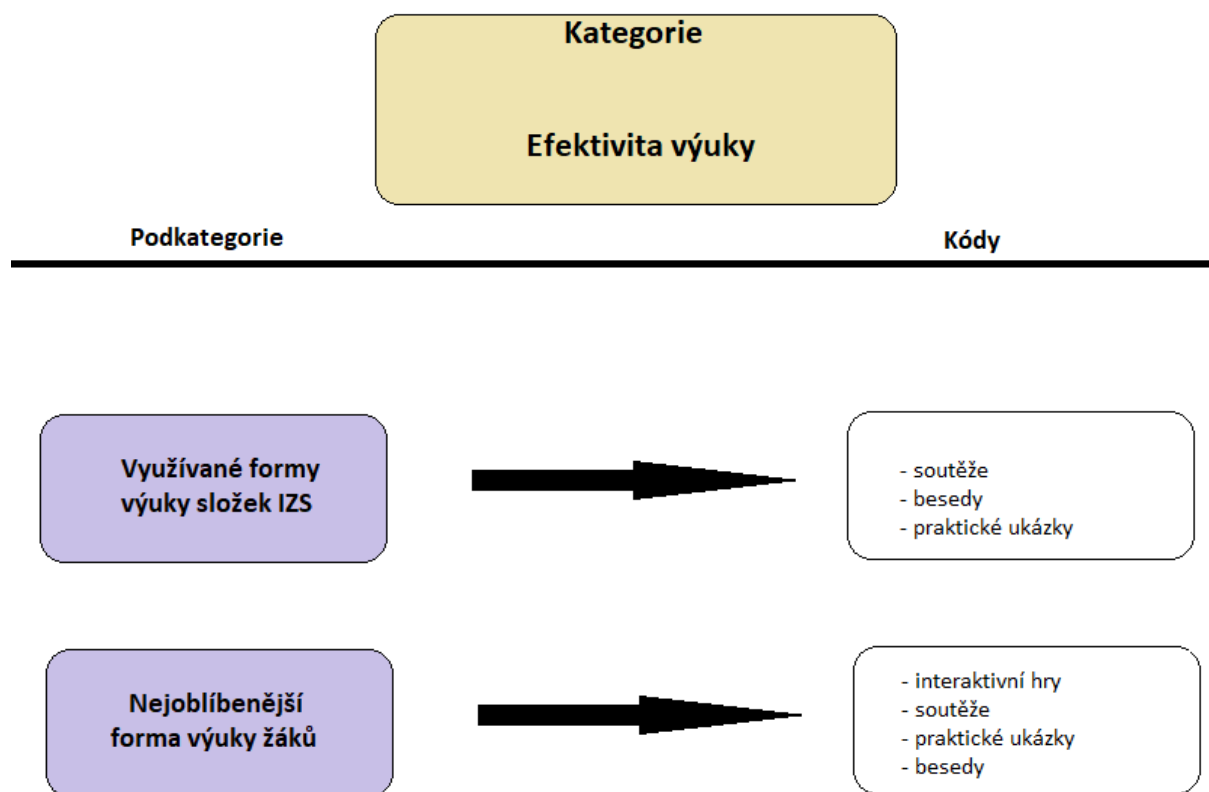 Kategorie
Efektivita výuky
Podkategorie
Kódy
Využívané formy
výuky složek IZS
- soutěže
- besedy
- praktické ukázky
Nejoblíbenější
forma výuky žáků
- interaktivní hry
- soutěže
- praktické ukázky
- besedy